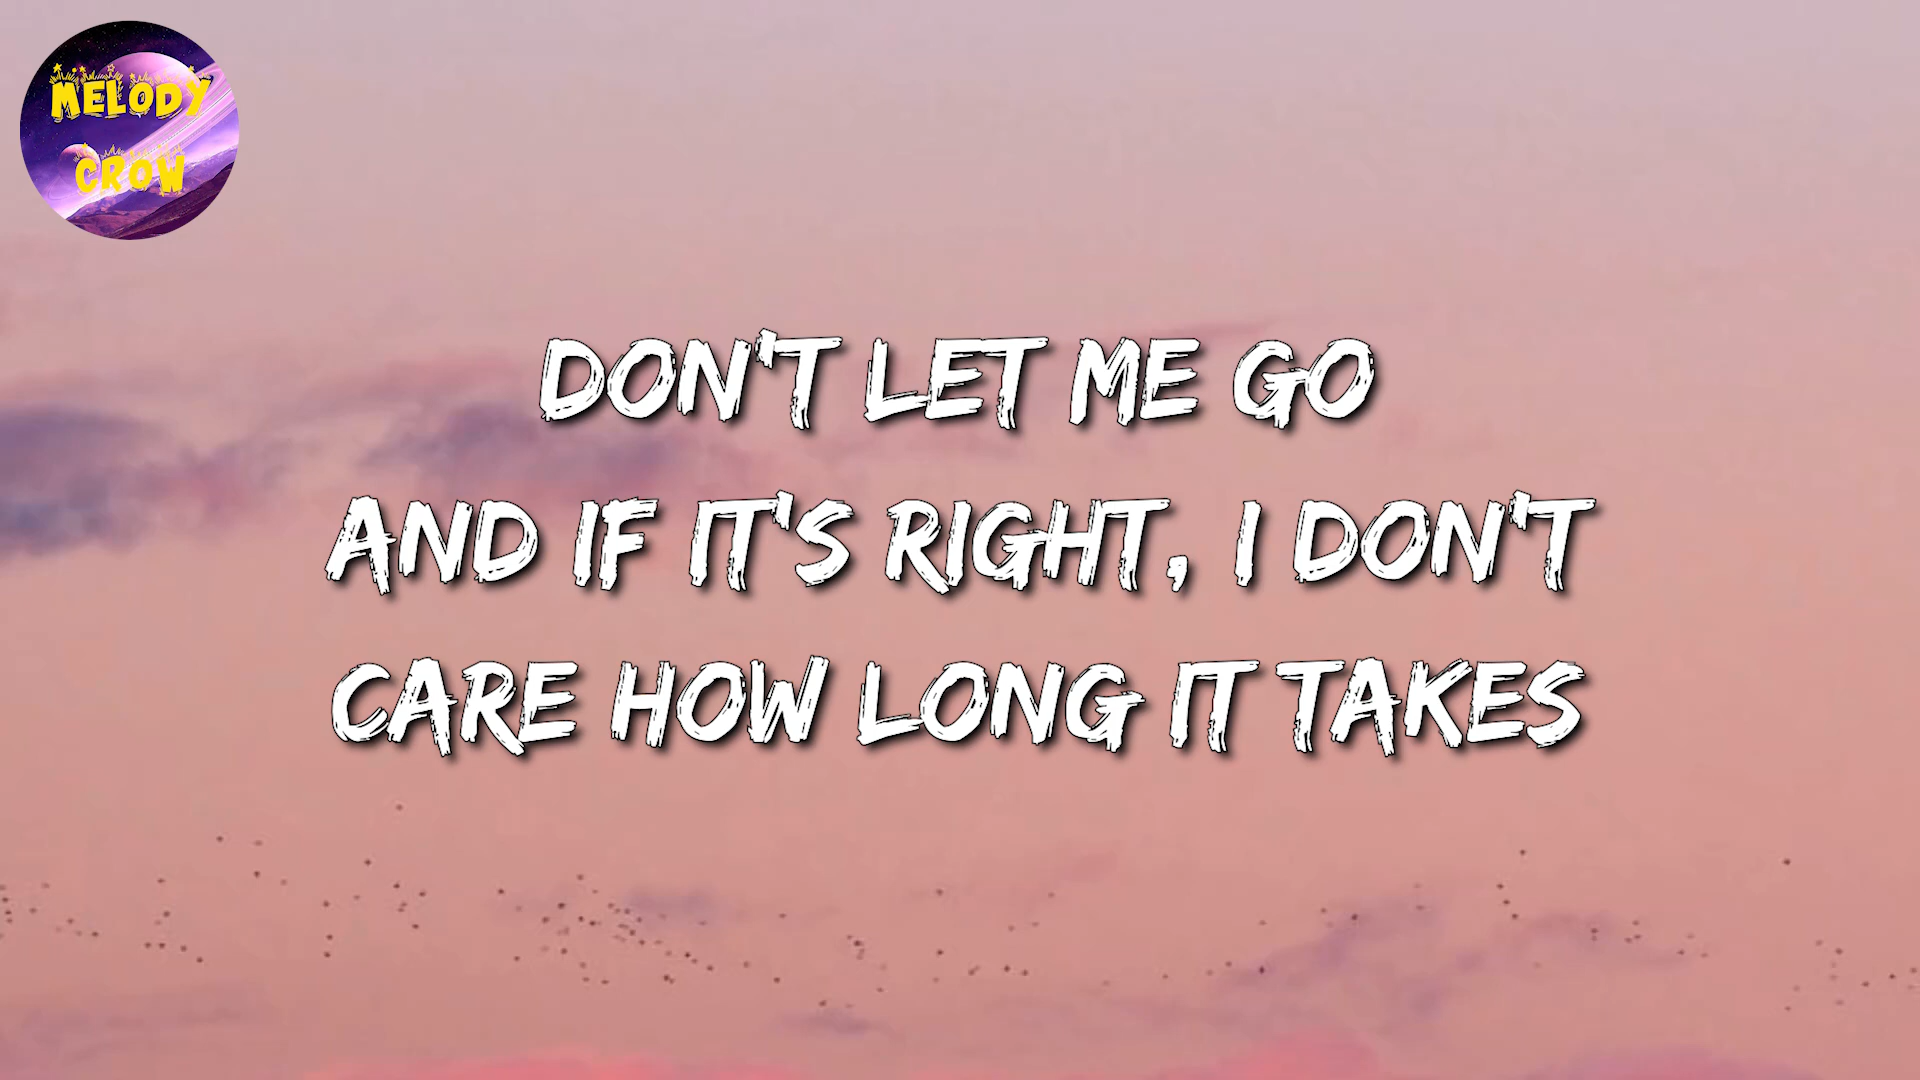 MELODY
CROW
DON'T LET ME GO
AND IF IT'S RIGHT, I DON'T
CARE HOW LONG IT TAKES